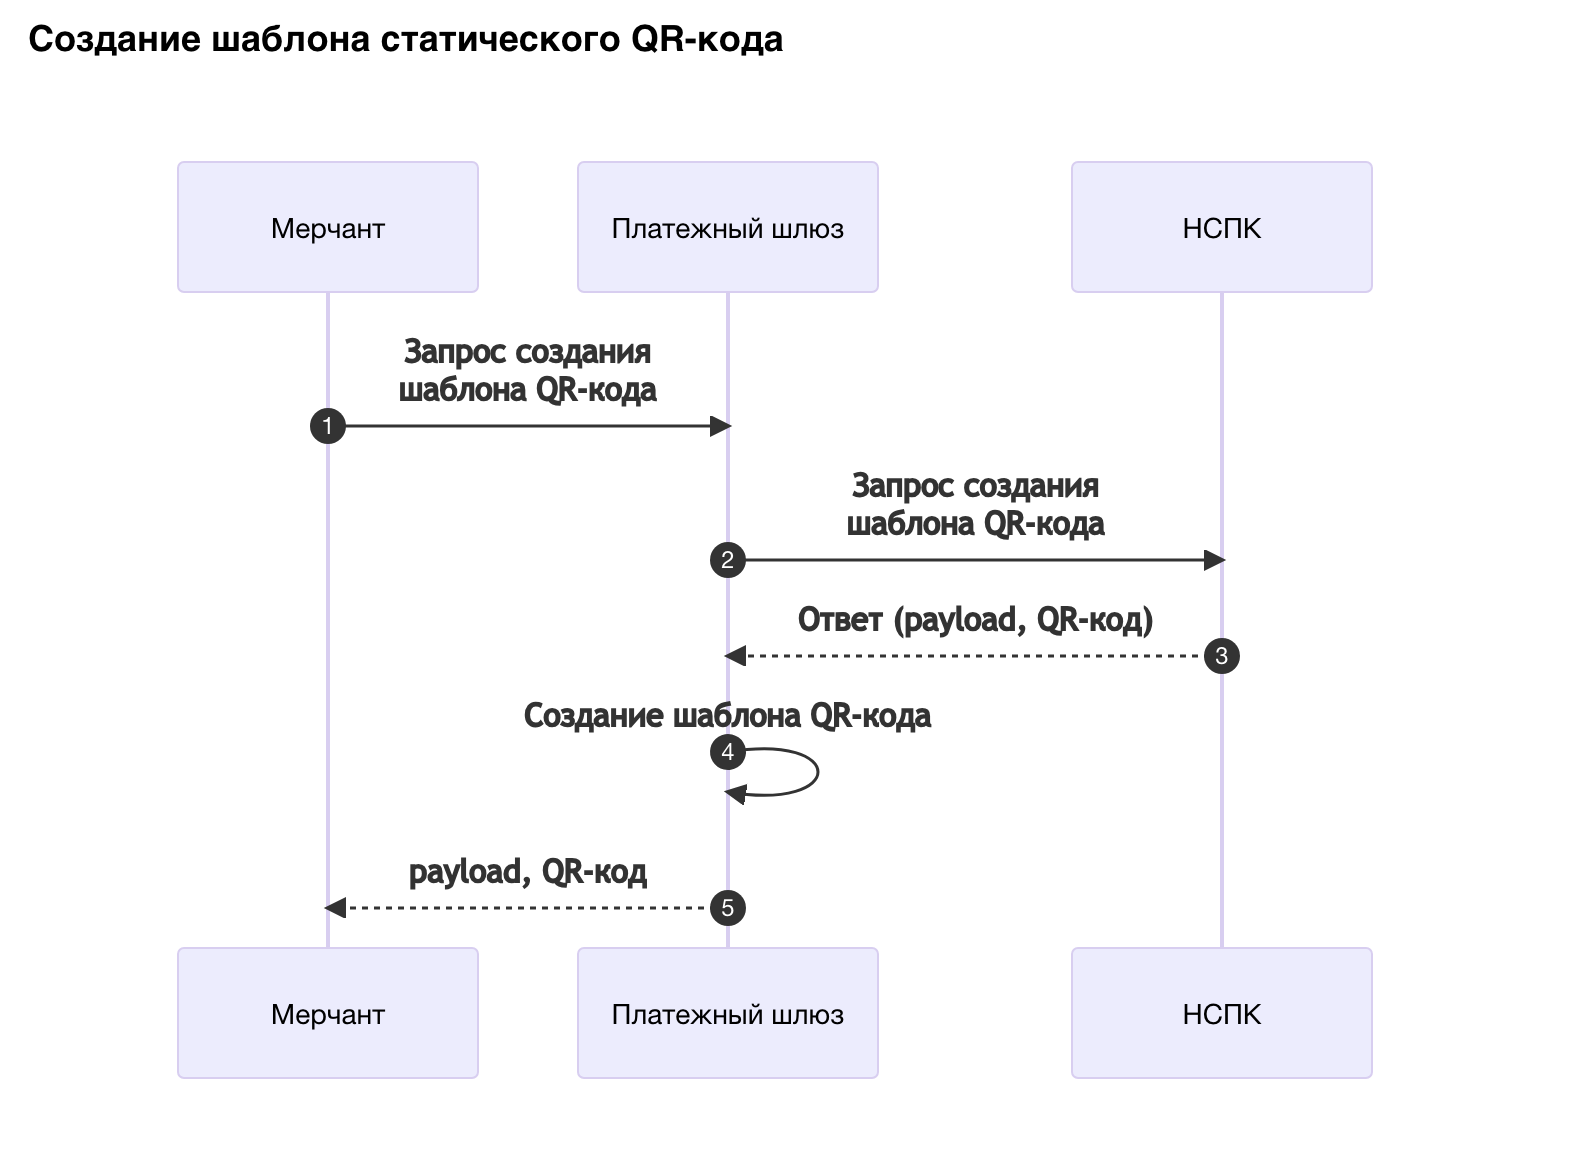 Создание шаблона статического QR-кода
Мерчант
Платежный шлюз
НСПК
Запрос создания
шаблона QR-кода
1
Запрос создания
шаблона QR-кода
2
Ответ (payload, QR-код)
3
Создание шаблона QR-кода
4
payload, QR-код
5
Мерчант
Платежный шлюз
НСПК